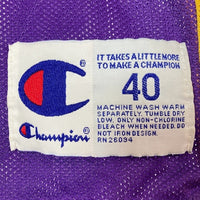 IT TAKES A LITTLE MORE
TO MAKE A CHAMPION
40
MACHINE WASH WARM
SEPARATELY. TUMBLE DRY
LOW. ONLY NON-CHLORINE
BLEACH WHEN NEEDED. DO
NOT IRON DESIGN.
RN 26094
Champion